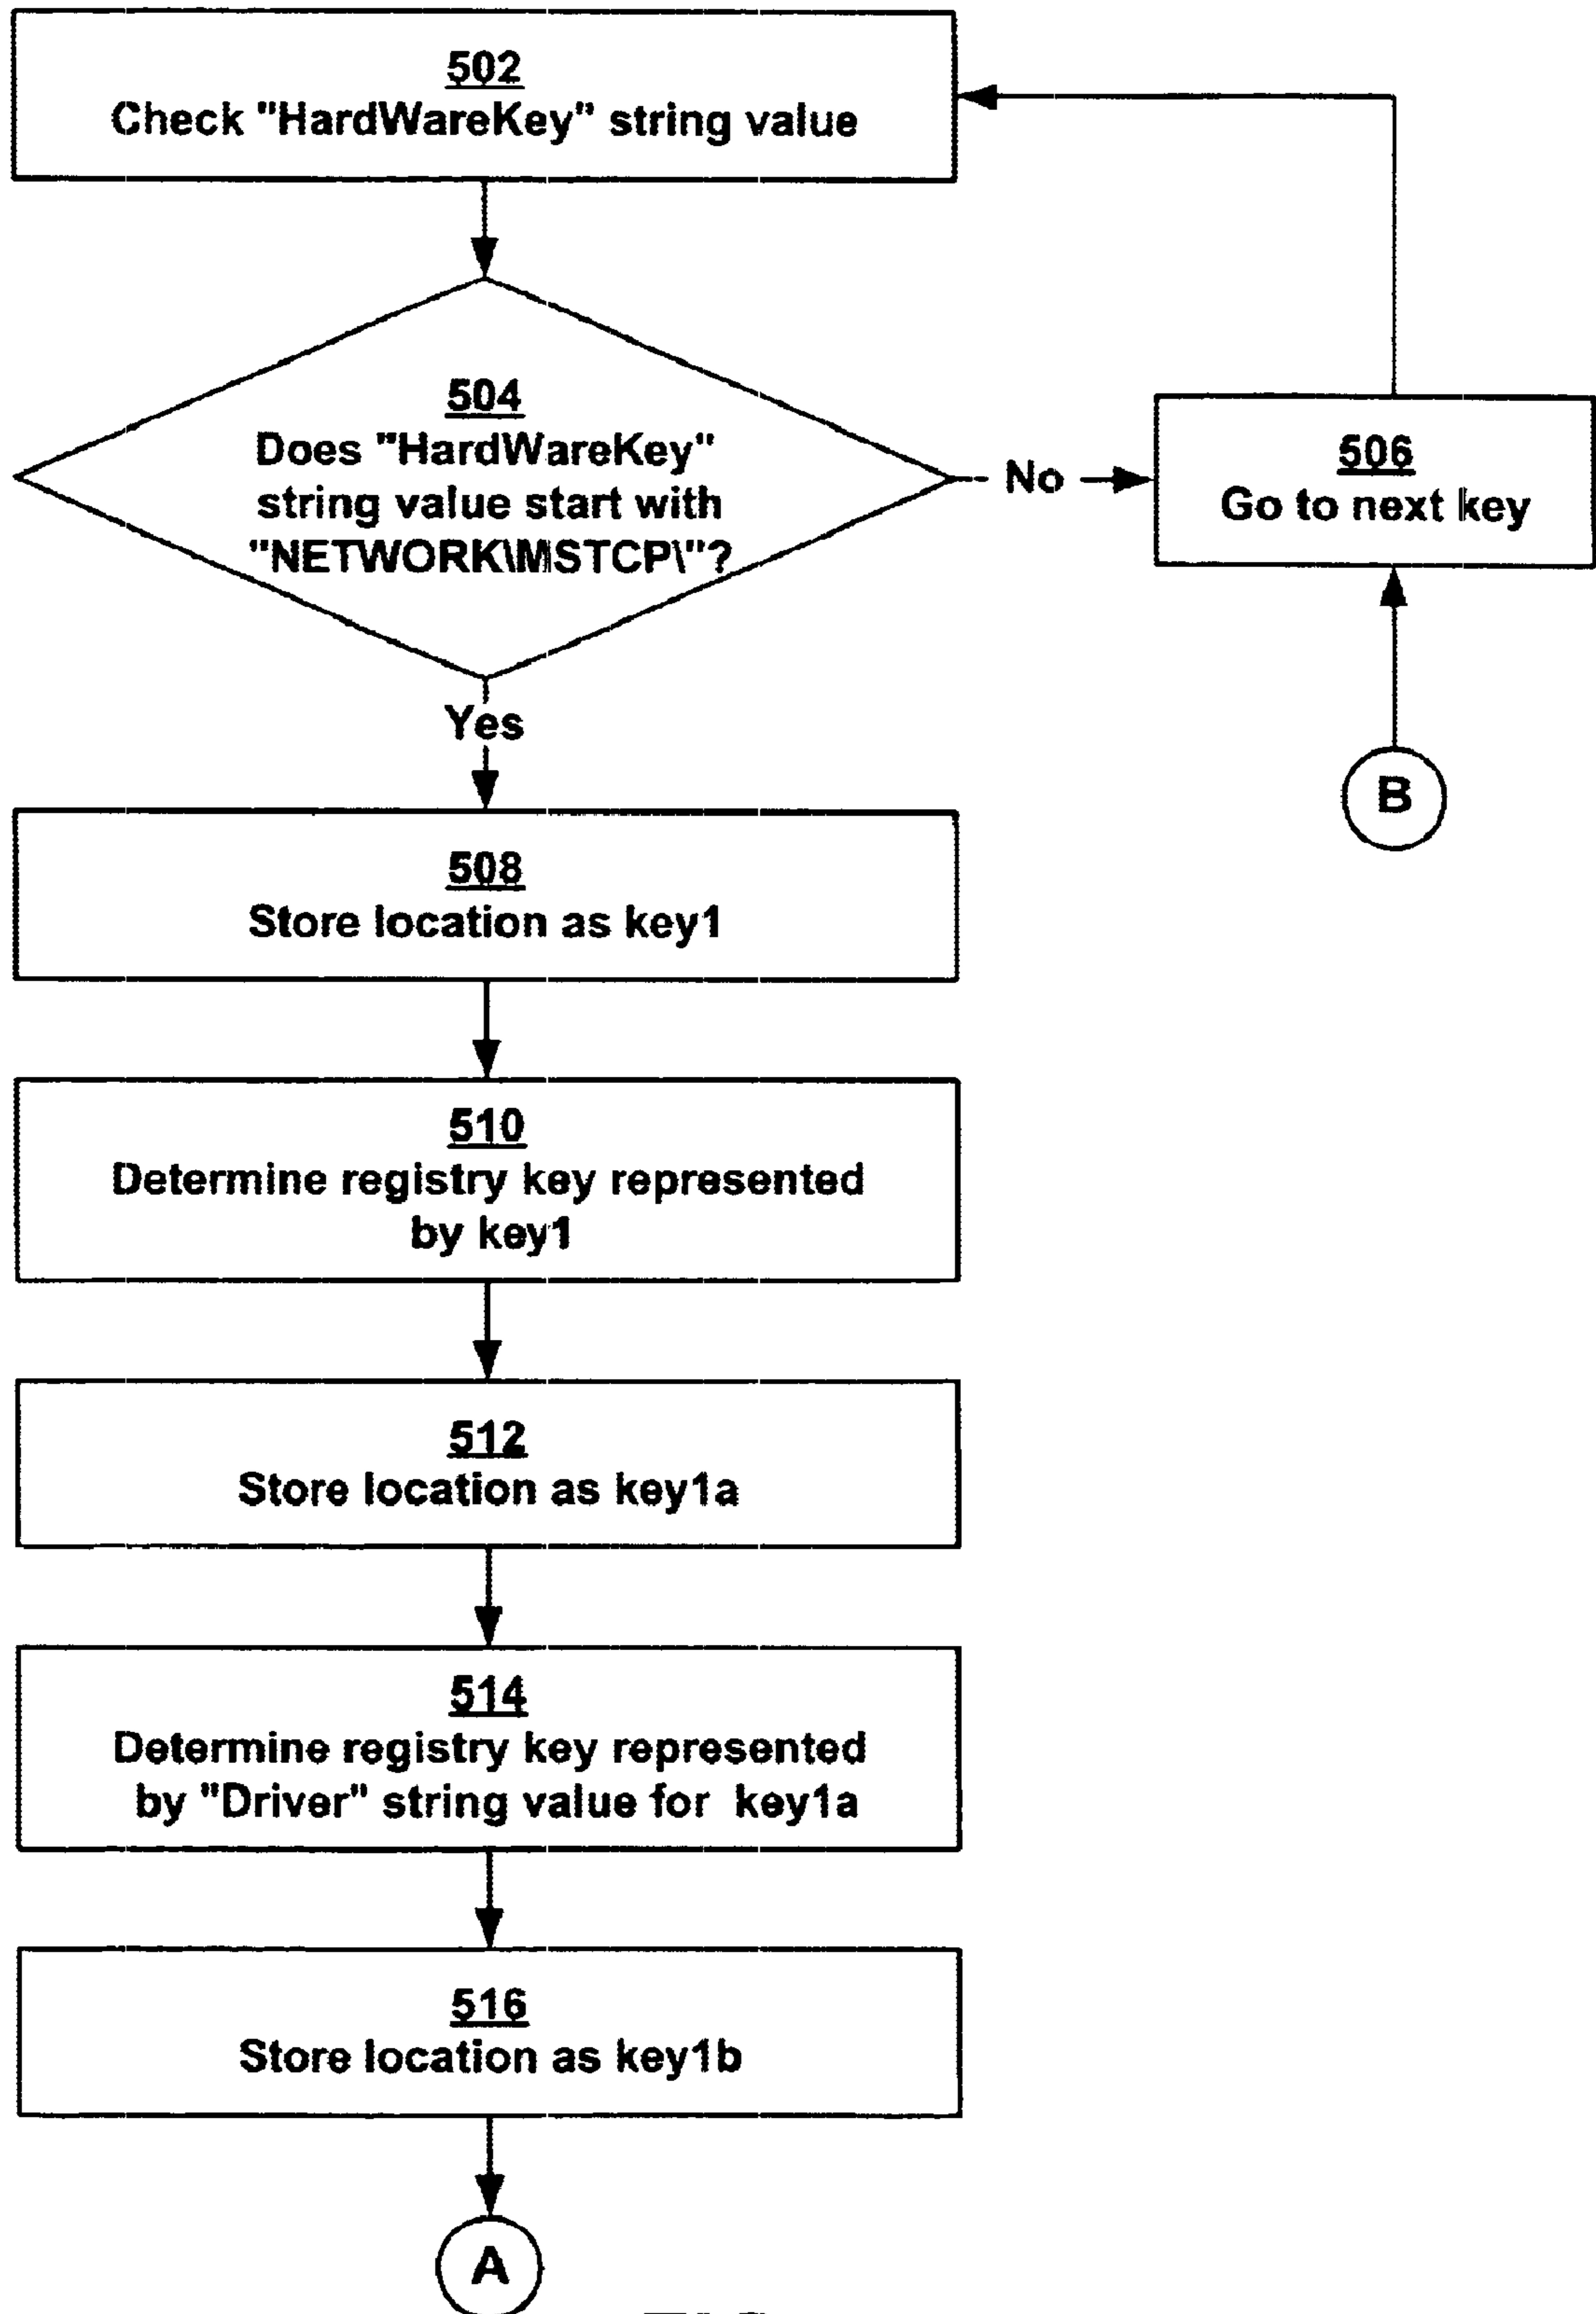 502
Check "HardWareKey" string value
504
Does "HardWareKey"
string value start with
"NETWORK\MSTCP\"?
No
506
Go to next key
Yes
B
508
Store location as key1
510
Determine registry key represented
by key1
512
Store location as key1a
514
Determine registry key represented
by "Driver" string value for key1a
516
Store location as key1b
A